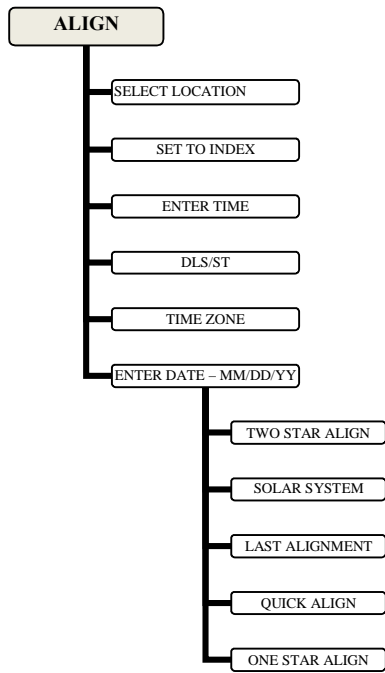 ALIGN
SELECT LOCATION
SET TO INDEX
ENTER TIME
DLS/ST
TIME ZONE
ENTER DATE – MM/DD/YY
TWO STAR ALIGN
SOLAR SYSTEM
LAST ALIGNMENT
QUICK ALIGN
ONE STAR ALIGN